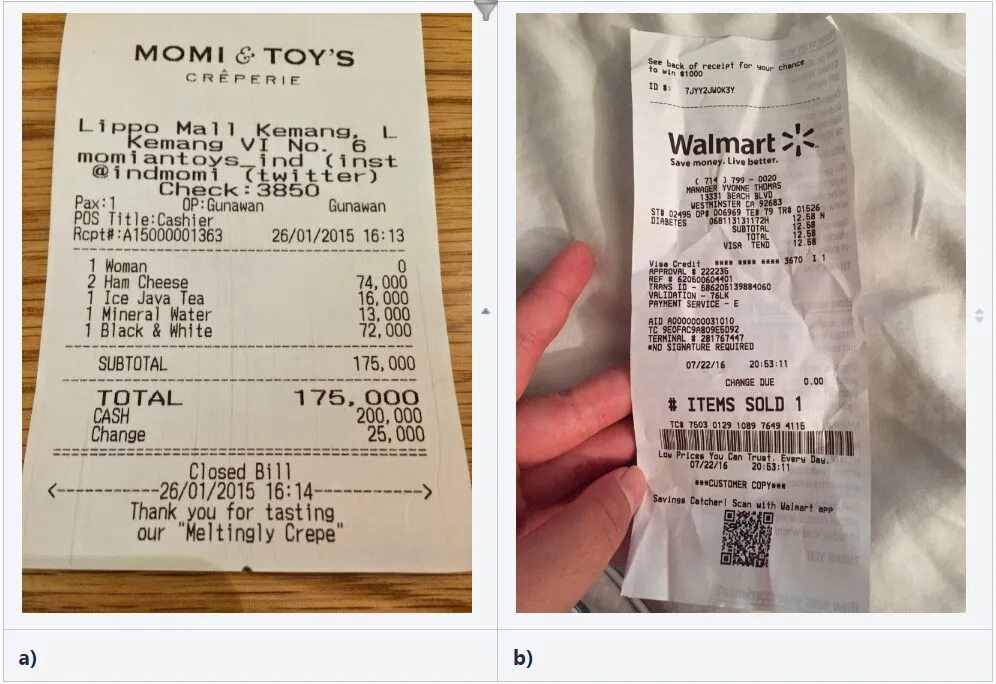 MOMI & TOY'S
CRÊPERIE
Lippo Mall Kemang, L
Kemang VI No. 6
momiantoys_ind (inst
@indmomi (twitter)
Check:3850
Pax:1 OP:Gunawan Gunawan
POS Title:Cashier
Rcpt#:A15000001363 26/01/2015 16:13
1 Woman 0
2 Ham Cheese 74,000
1 Ice Java Tea 16,000
1 Mineral Water 13,000
1 Black & White 72,000
SUBTOTAL 175,000
TOTAL 175,000
CASH 200,000
Change 25,000
Closed Bill
<----------26/01/2015 16:14---------->
Thank you for tasting
our "Meltingly Crepe"
a)
See back of receipt for your chance
to win $1000
ID #: 7JYY2JWOK3Y
Walmart
Save money. Live better.
( 714 ) 799 - 0020
MANAGER YVONNE THOMAS
13331 BEACH BLVD
WESTMINSTER CA 92683
ST# 02495 OP# 006969 TE# 79 TR# 01526
DIABETES 068113131172H 12.58 N
SUBTOTAL 12.58
TOTAL 12.58
VISA TEND 12.58
Visa Credit **** **** **** 3670 I 1
APPROVAL # 222235
REF # 620500604401
TRANS ID - 586205139884060
VALIDATION - 76LK
PAYMENT SERVICE - E
AID A0000000031010
TC 9E0FAC9A809E6D92
TERMINAL # 281767447
*NO SIGNATURE REQUIRED
07/22/16 20:53:11
CHANGE DUE 0.00
# ITEMS SOLD 1
TC# 7503 0129 1089 7649 4115
Low Prices You Can Trust. Every Day.
07/22/16 20:53:11
***CUSTOMER COPY***
Savings Catcher! Scan with Walmart app
b)